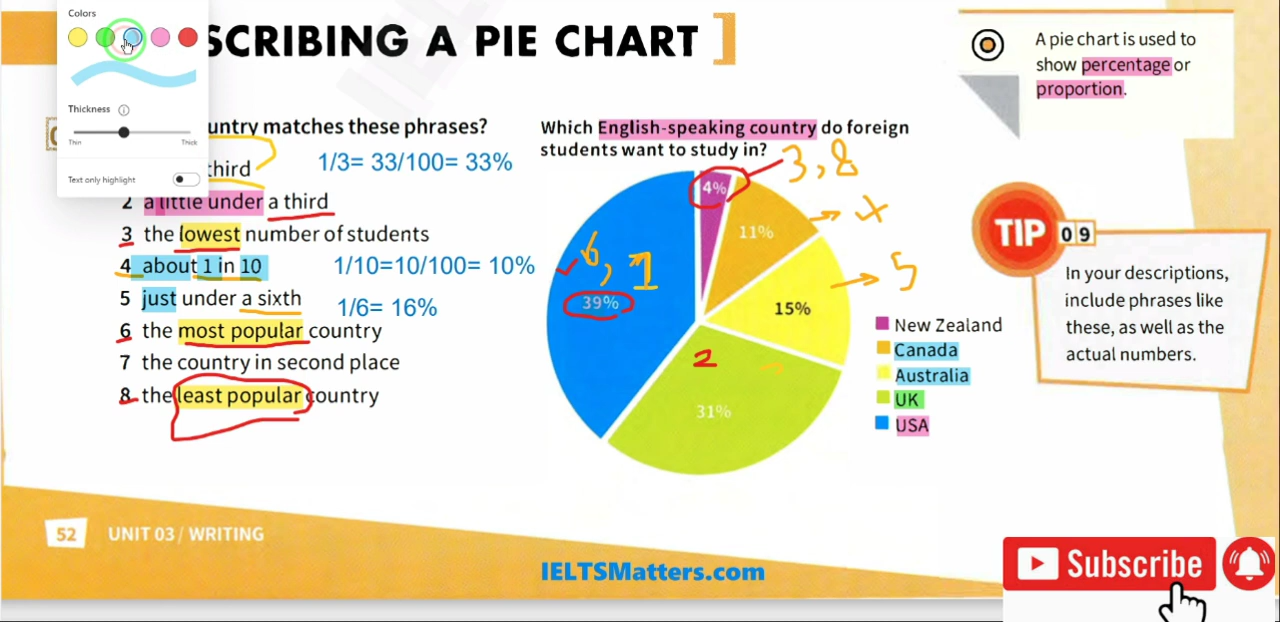 Colors
SCRIBING A PIE CHART ]
A pie chart is used to
show percentage or
proportion.
Thickness
Thin
Thick
untry matches these phrases?
Which English-speaking country do foreign
students want to study in?
third
1/3= 33/100= 33%
3, 8
Text only highlight
2 a little under a third
3 the lowest number of students
4 about 1 in 10
1/10=10/100= 10%
5 just under a sixth
1/6= 16%
6 the most popular country
7 the country in second place
8 the least popular country
4%
11%
15%
5
31%
2
39%
6, 1
New Zealand
Canada
Australia
UK
USA
TIP 09
In your descriptions,
include phrases like
these, as well as the
actual numbers.
52 UNIT 03 / WRITING
IELTSMatters.com
Subscribe